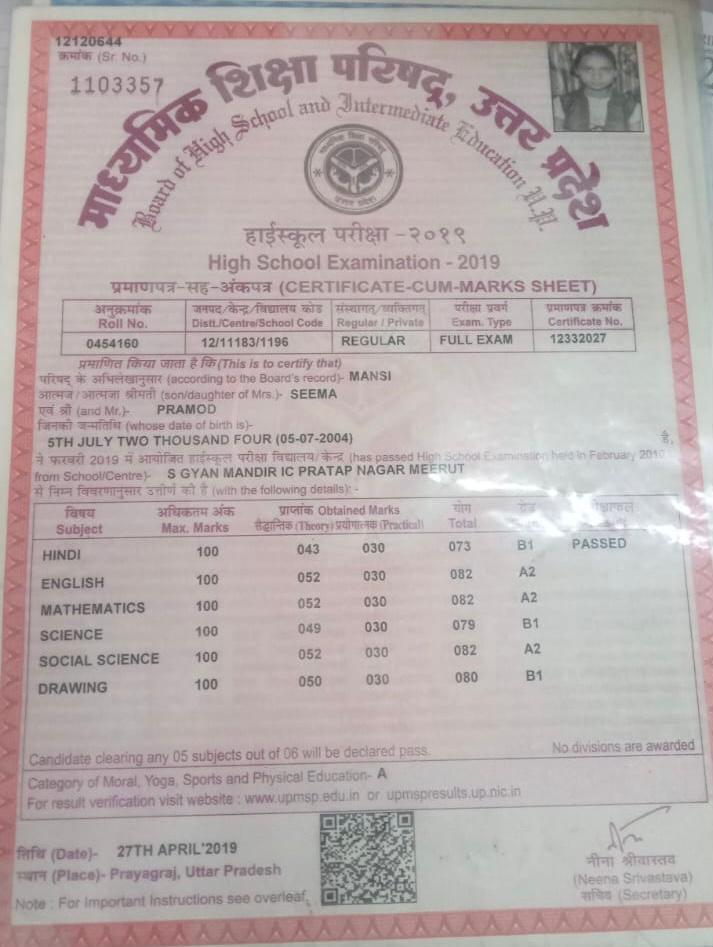 12120644
क्रमांक (Sr. No.)
1103357
माध्यमिक शिक्षा परिषद्, उत्तर प्रदेश
Board of High School and Intermediate Education U.P.
हाईस्कूल परीक्षा -२०१९
High School Examination - 2019
प्रमाणपत्र-सह-अंकपत्र (CERTIFICATE-CUM-MARKS SHEET)
अनुक्रमांक जनपद/केन्द्र/विद्यालय कोड संस्थागत/व्यक्तिगत परीक्षा प्रवर्ग प्रमाणपत्र क्रमांक
Roll No. Distt./Centre/School Code Regular / Private Exam. Type Certificate No.
0454160 12/11183/1196 REGULAR FULL EXAM 12332027
प्रमाणित किया जाता है कि (This is to certify that)
परिषद् के अभिलेखानुसार (according to the Board's record)- MANSI
आत्मज/आत्मजा श्रीमती (son/daughter of Mrs.)- SEEMA
एवं श्री (and Mr.)- PRAMOD
जिनकी जन्मतिथि (whose date of birth is)-
5TH JULY TWO THOUSAND FOUR (05-07-2004) है,
ने फरवरी 2019 में आयोजित हाईस्कूल परीक्षा विद्यालय/केन्द्र (has passed High School Examination held in February 2019
from School/Centre)- S GYAN MANDIR IC PRATAP NAGAR MEERUT
से निम्न विवरणानुसार उत्तीर्ण की है (with the following details): -
विषय अधिकतम अंक प्राप्तांक Obtained Marks योग ग्रेड
Subject Max. Marks सैद्धान्तिक (Theory) प्रयोगात्मक (Practical) Total
HINDI 100 043 030 073 B1 PASSED
ENGLISH 100 052 030 082 A2
MATHEMATICS 100 052 030 082 A2
SCIENCE 100 049 030 079 B1
SOCIAL SCIENCE 100 052 030 082 A2
DRAWING 100 050 030 080 B1
Candidate clearing any 05 subjects out of 06 will be declared pass. No divisions are awarded
Category of Moral, Yoga, Sports and Physical Education- A
For result verification visit website : www.upmsp.edu.in or upmspresults.up.nic.in
तिथि (Date)- 27TH APRIL'2019
स्थान (Place)- Prayagraj, Uttar Pradesh
Note : For Important Instructions see overleaf.
नीना श्रीवास्तव
(Neena Srivastava)
सचिव (Secretary)